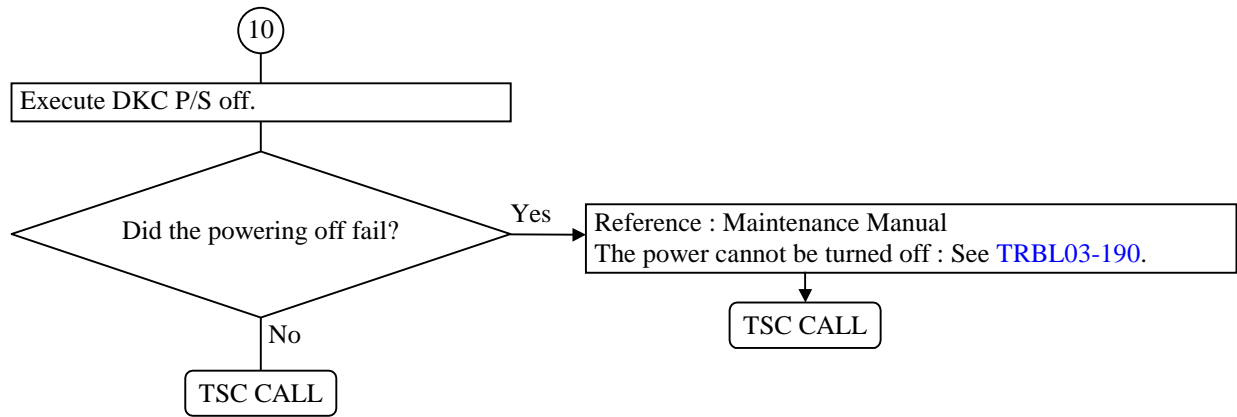 10
Execute DKC P/S off.
Did the powering off fail?
Yes
Reference : Maintenance Manual
The power cannot be turned off : See TRBL03-190.
TSC CALL
No
TSC CALL